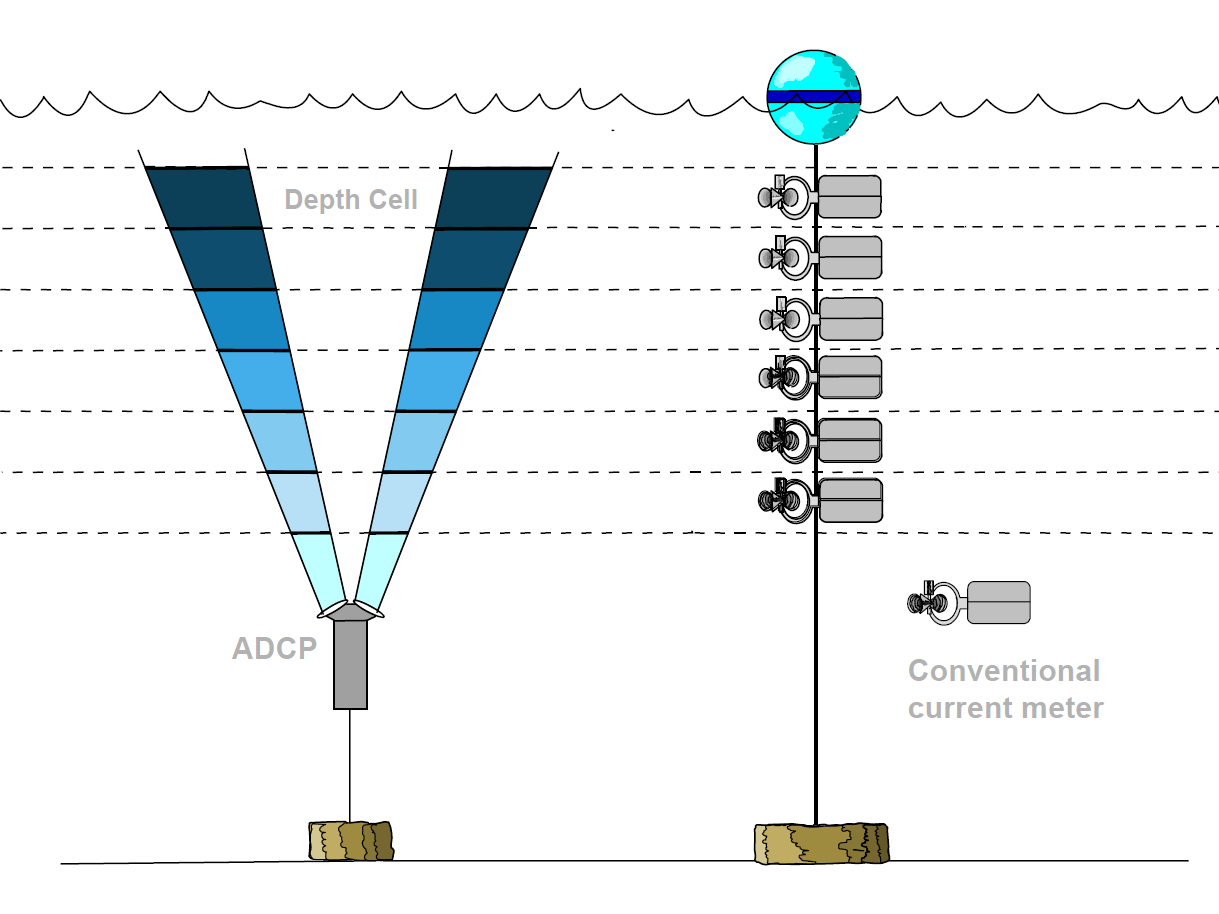 Depth Cell
ADCP
Conventional
current meter